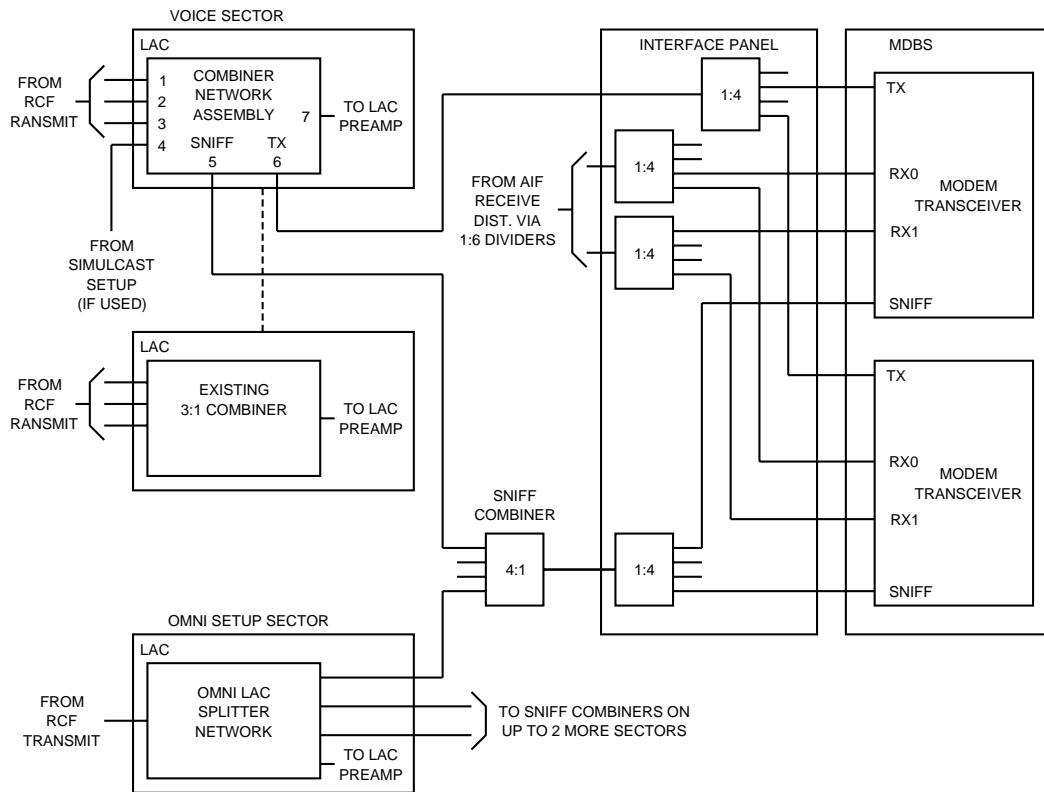 VOICE SECTOR
LAC
FROM
RCF
RANSMIT
1
2
3
4
COMBINER
NETWORK
ASSEMBLY
7
SNIFF
5
TX
6
TO LAC
PREAMP
FROM
SIMULCAST
SETUP
(IF USED)
LAC
FROM
RCF
RANSMIT
EXISTING
3:1 COMBINER
TO LAC
PREAMP
SNIFF
COMBINER
4:1
OMNI SETUP SECTOR
LAC
FROM
RCF
TRANSMIT
OMNI LAC
SPLITTER
NETWORK
TO LAC
PREAMP
TO SNIFF COMBINERS ON
UP TO 2 MORE SECTORS
INTERFACE PANEL
1:4
1:4
FROM AIF
RECEIVE
DIST. VIA
1:6 DIVIDERS
1:4
1:4
MDBS
TX
RX0
MODEM
TRANSCEIVER
RX1
SNIFF
TX
RX0
MODEM
TRANSCEIVER
RX1
SNIFF